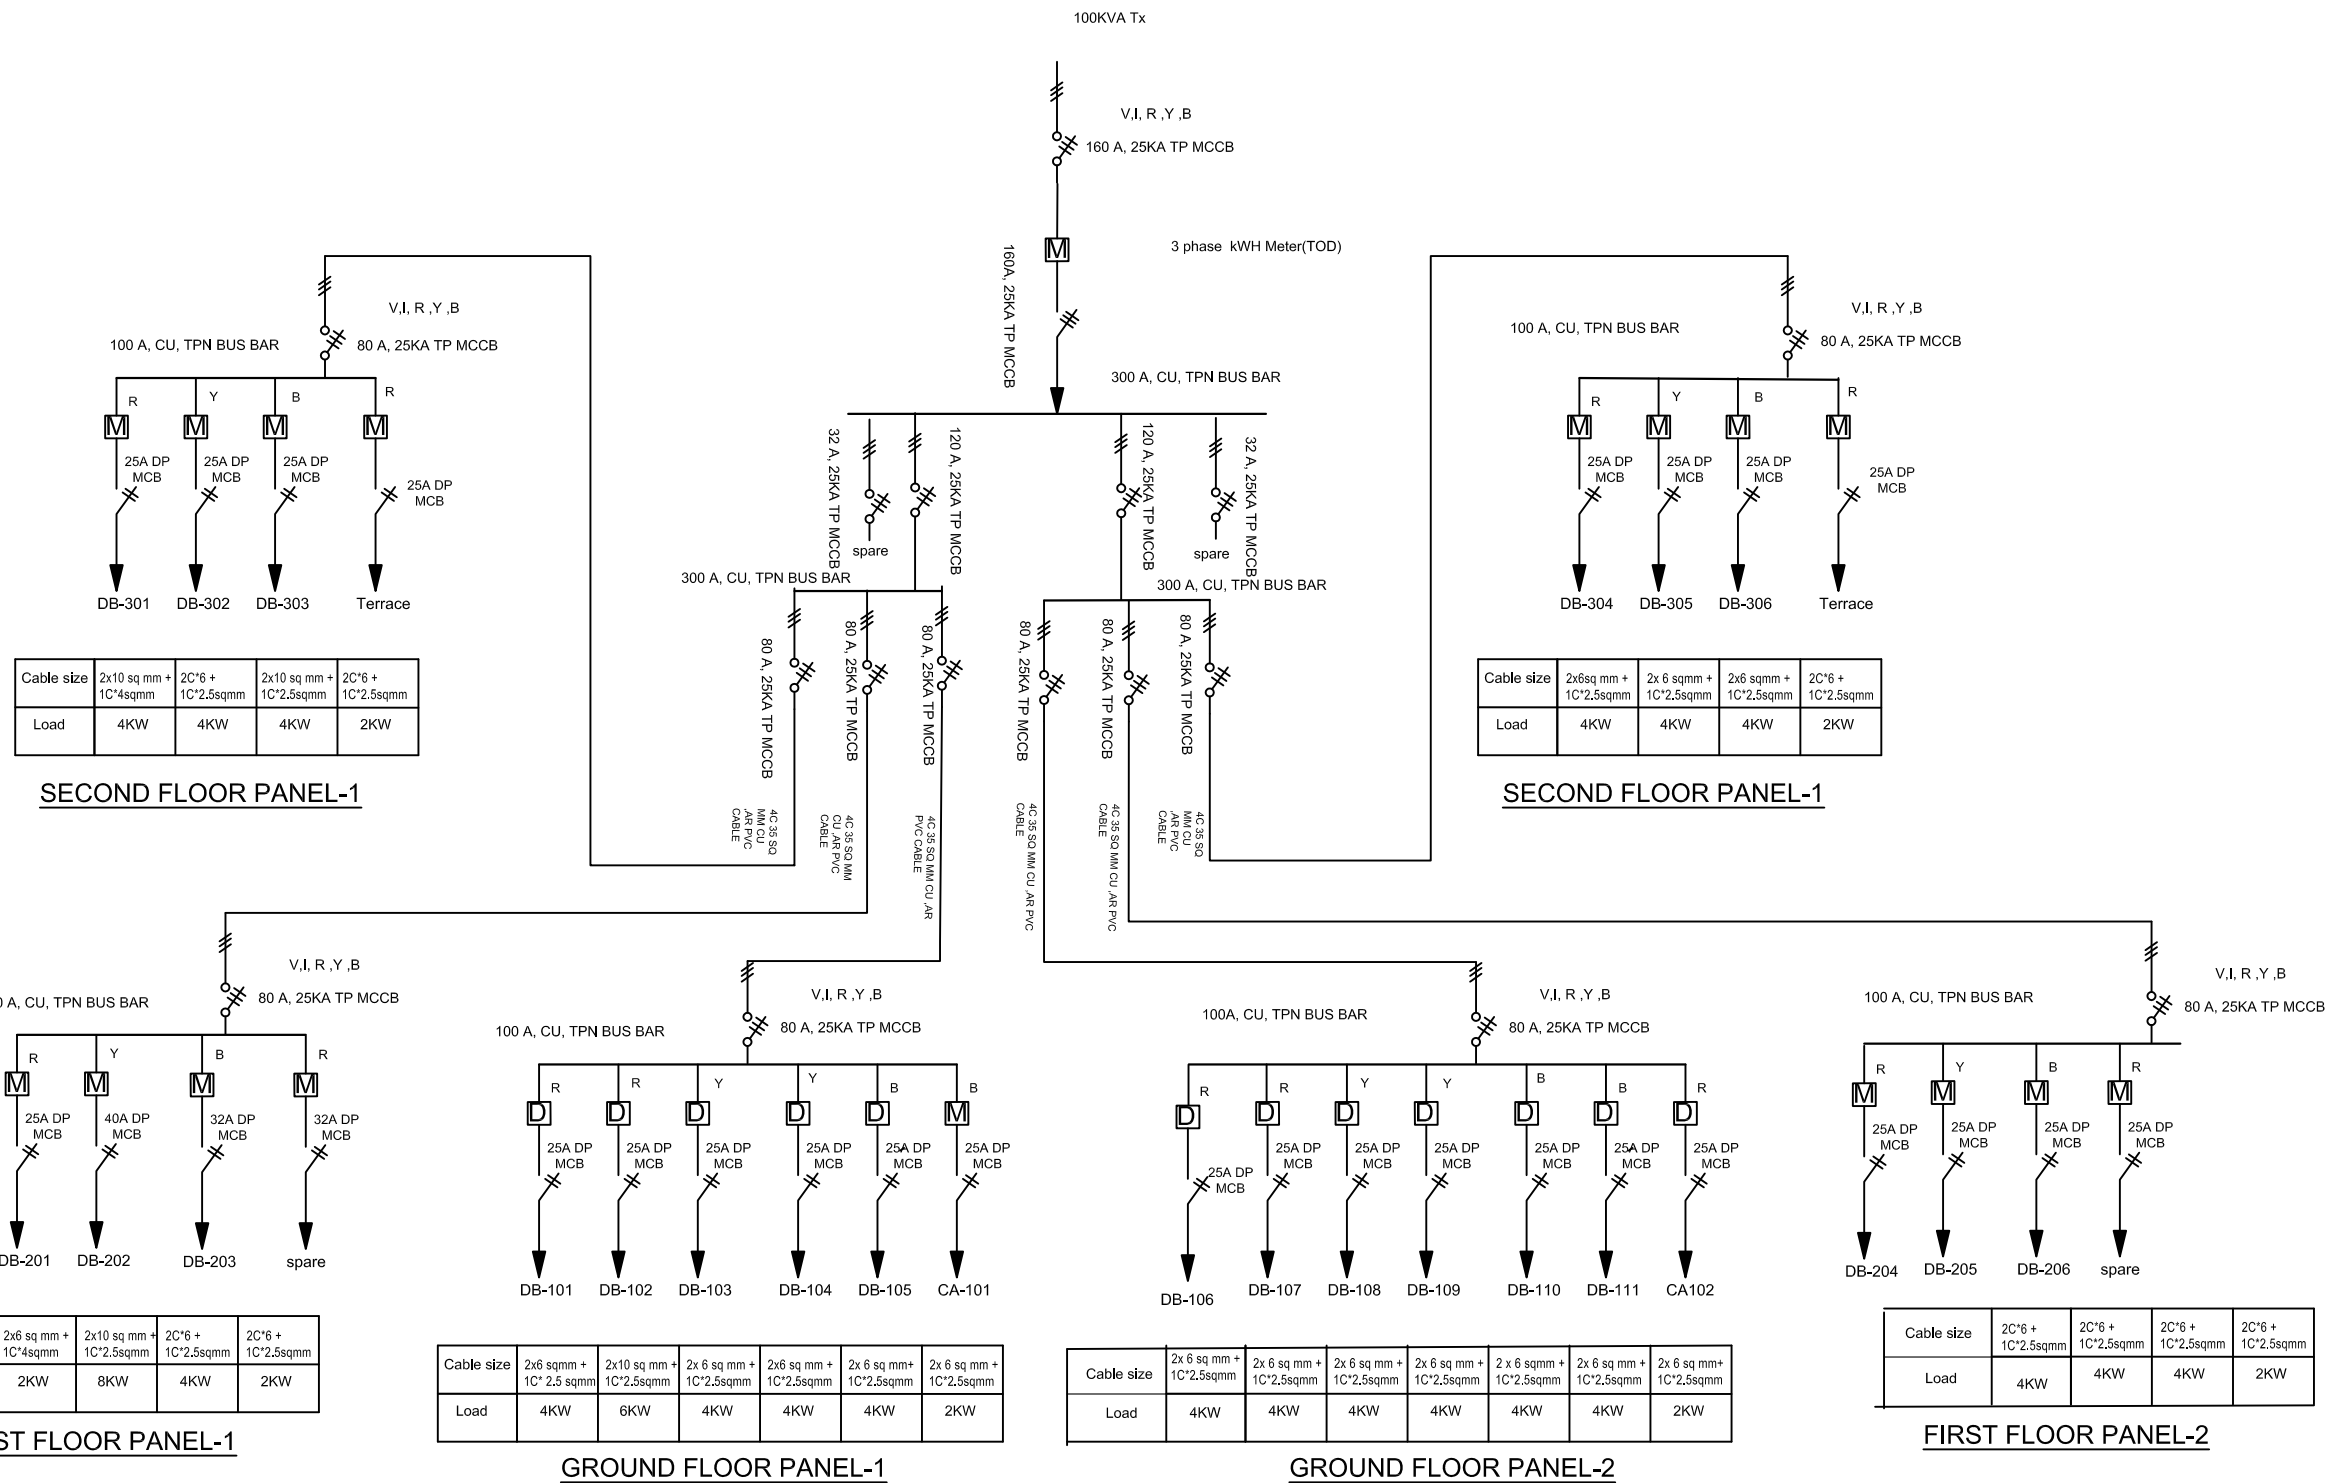 100KVA Tx
V,I, R ,Y ,B
160 A, 25KA TP MCCB
M
3 phase kWH Meter(TOD)
160A, 25KA TP MCCB
300 A, CU, TPN BUS BAR
32 A, 25KA TP MCCB
spare
120 A, 25KA TP MCCB
120 A, 25KA TP MCCB
32 A, 25KA TP MCCB
spare
300 A, CU, TPN BUS BAR
300 A, CU, TPN BUS BAR
80 A, 25KA TP MCCB
80 A, 25KA TP MCCB
80 A, 25KA TP MCCB
80 A, 25KA TP MCCB
80 A, 25KA TP MCCB
80 A, 25KA TP MCCB
4C 35 SQ
MM CU
,AR PVC
CABLE
4C 35 SQ MM
CU ,AR PVC
CABLE
4C 35 SQ MM CU ,AR
PVC CABLE
4C 35 SQ MM CU ,AR PVC
CABLE
4C 35 SQ MM CU ,AR PVC
CABLE
4C 35 SQ
MM CU
,AR PVC
CABLE
V,I, R ,Y ,B
100 A, CU, TPN BUS BAR
80 A, 25KA TP MCCB
R Y B R
M M M M
25A DP 25A DP 25A DP 25A DP
MCB MCB MCB MCB
DB-301 DB-302 DB-303 Terrace
Cable size 2x10 sq mm + 2C*6 + 2x10 sq mm + 2C*6 +
1C*4sqmm 1C*2.5sqmm 1C*2.5sqmm 1C*2.5sqmm
Load 4KW 4KW 4KW 2KW
SECOND FLOOR PANEL-1
V,I, R ,Y ,B
100 A, CU, TPN BUS BAR
80 A, 25KA TP MCCB
R Y B R
M M M M
25A DP 25A DP 25A DP 25A DP
MCB MCB MCB MCB
DB-304 DB-305 DB-306 Terrace
Cable size 2x6sq mm + 2x 6 sqmm + 2x6 sqmm + 2C*6 +
1C*2.5sqmm 1C*2.5sqmm 1C*2.5sqmm 1C*2.5sqmm
Load 4KW 4KW 4KW 2KW
SECOND FLOOR PANEL-1
V,I, R ,Y ,B
0 A, CU, TPN BUS BAR
80 A, 25KA TP MCCB
R Y B R
M M M M
25A DP 40A DP 32A DP 32A DP
MCB MCB MCB MCB
DB-201 DB-202 DB-203 spare
2x6 sq mm + 2x10 sq mm + 2C*6 + 2C*6 +
1C*4sqmm 1C*2.5sqmm 1C*2.5sqmm 1C*2.5sqmm
2KW 8KW 4KW 2KW
ST FLOOR PANEL-1
V,I, R ,Y ,B
100 A, CU, TPN BUS BAR
80 A, 25KA TP MCCB
R R Y Y B B
D D D D D M
25A DP 25A DP 25A DP 25A DP 25A DP 25A DP
MCB MCB MCB MCB MCB MCB
DB-101 DB-102 DB-103 DB-104 DB-105 CA-101
Cable size 2x6 sqmm + 2x10 sq mm + 2x 6 sqmm + 2x6 sqmm + 2x 6 sqmm+ 2x 6 sqmm +
1C* 2.5 sqmm 1C*2.5sqmm 1C*2.5sqmm 1C*2.5sqmm 1C*2.5sqmm 1C*2.5sqmm
Load 4KW 6KW 4KW 4KW 4KW 2KW
GROUND FLOOR PANEL-1
V,I, R ,Y ,B
100A, CU, TPN BUS BAR
80 A, 25KA TP MCCB
R R Y Y B B R
D D D D D D D
25A DP 25A DP 25A DP 25A DP 25A DP 25A DP 25A DP
MCB MCB MCB MCB MCB MCB MCB
DB-106 DB-107 DB-108 DB-109 DB-110 DB-111 CA102
Cable size 2x 6 sq mm + 2x 6 sq mm + 2x 6 sq mm + 2x 6 sq mm + 2 x 6 sqmm + 2x 6 sq mm + 2x 6 sq mm+
1C*2.5sqmm 1C*2.5sqmm 1C*2.5sqmm 1C*2.5sqmm 1C*2.5sqmm 1C*2.5sqmm 1C*2.5sqmm
Load 4KW 4KW 4KW 4KW 4KW 4KW 2KW
GROUND FLOOR PANEL-2
V,I, R ,Y ,B
100 A, CU, TPN BUS BAR
80 A, 25KA TP MCCB
R Y B R
M M M M
25A DP 25A DP 25A DP 25A DP
MCB MCB MCB MCB
DB-204 DB-205 DB-206 spare
Cable size 2C*6 + 2C*6 + 2C*6 + 2C*6 +
1C*2.5sqmm 1C*2.5sqmm 1C*2.5sqmm 1C*2.5sqmm
Load 4KW 4KW 4KW 2KW
FIRST FLOOR PANEL-2